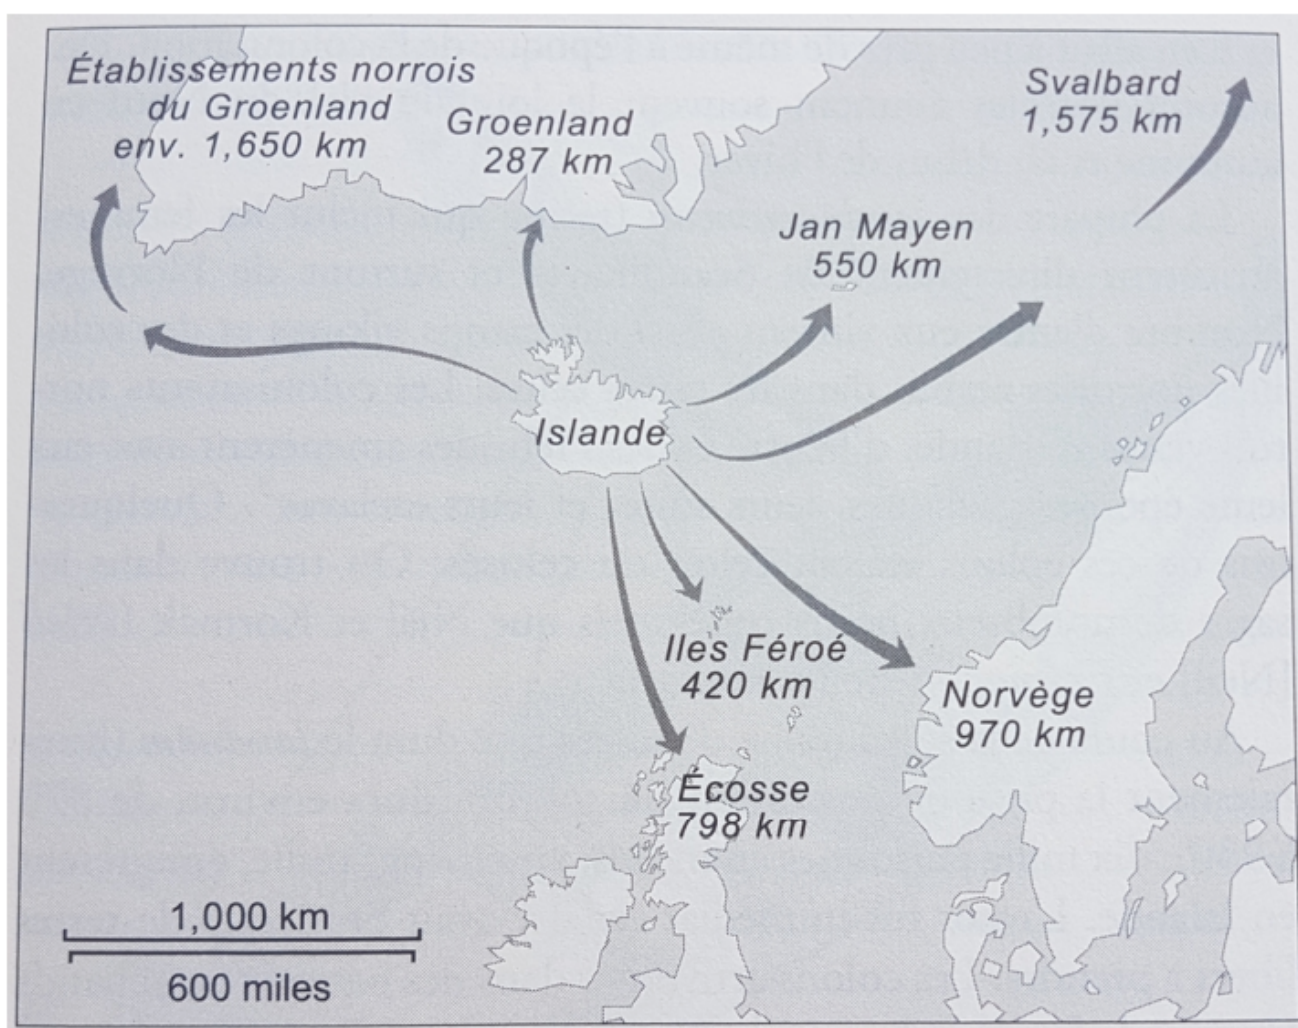 Établissements norrois
du Groenland
env. 1,650 km
Groenland
287 km
Svalbard
1,575 km
Jan Mayen
550 km
Islande
Iles Féroé
420 km
Norvège
970 km
Écosse
798 km
1,000 km
600 miles